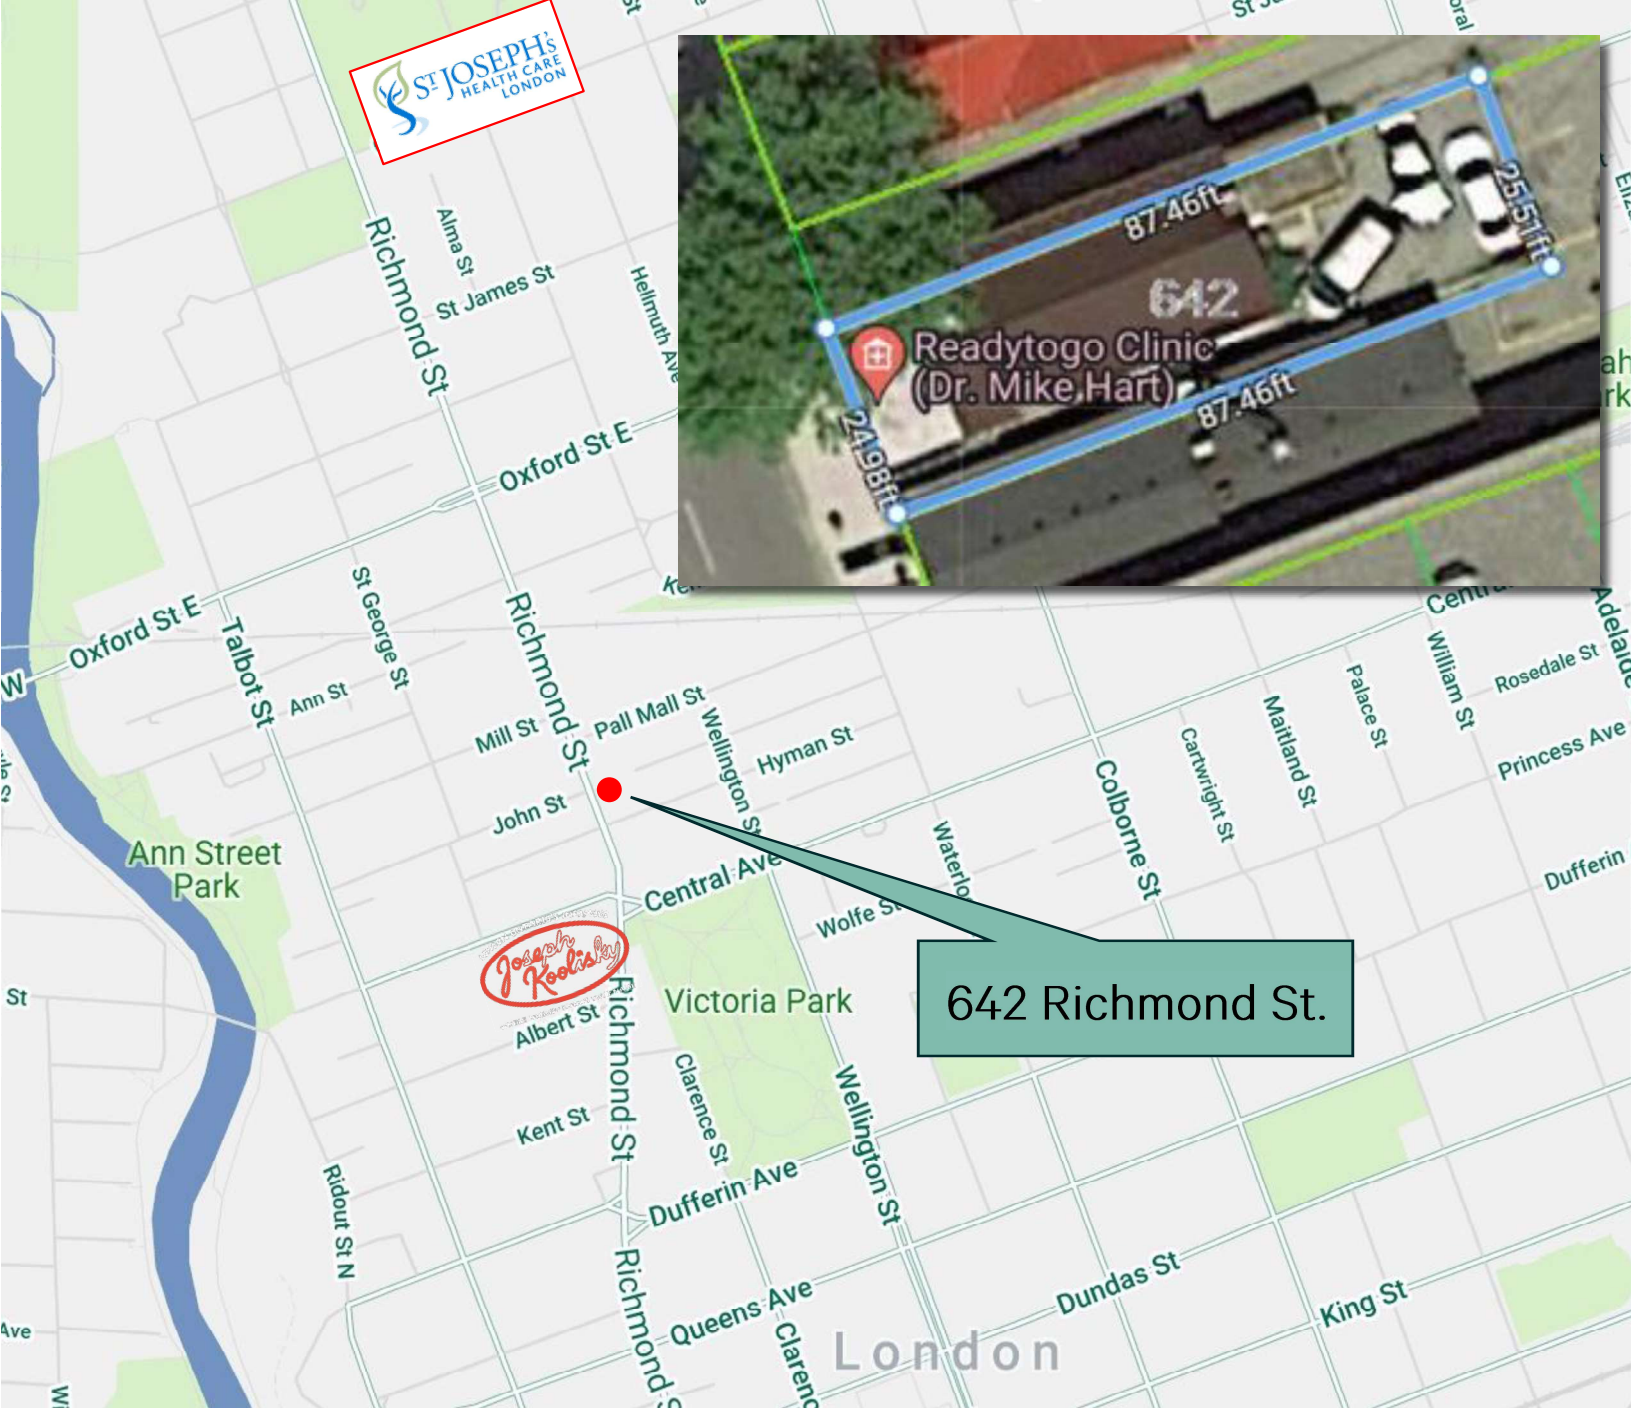 ST JOSEPH'S
HEALTH CARE
LONDON
Richmond St
Alma St
St James St
Hellmuth Ave
Oxford St E
87.46ft
25.51ft
642
Readytogo Clinic
(Dr. Mike Hart)
87.46ft
24.98ft
Oxford St E
W
Talbot St
St George St
Ann St
Richmond St
Mill St
Pall Mall St
Wellington St
Hyman St
John St
William St
Rosedale St
Palace St
Maitland St
Princess Ave
Cartwright St
Colborne St
Dufferin
Ann Street
Park
Central Ave
Wolfe St
Joseph
Koolisky
Albert St
Richmond St
Victoria Park
642 Richmond St.
St
Clarence St
Kent St
Wellington St
Dufferin Ave
Ridout St N
Richmond S
Queens Ave
Dundas St
King St
London
Ave